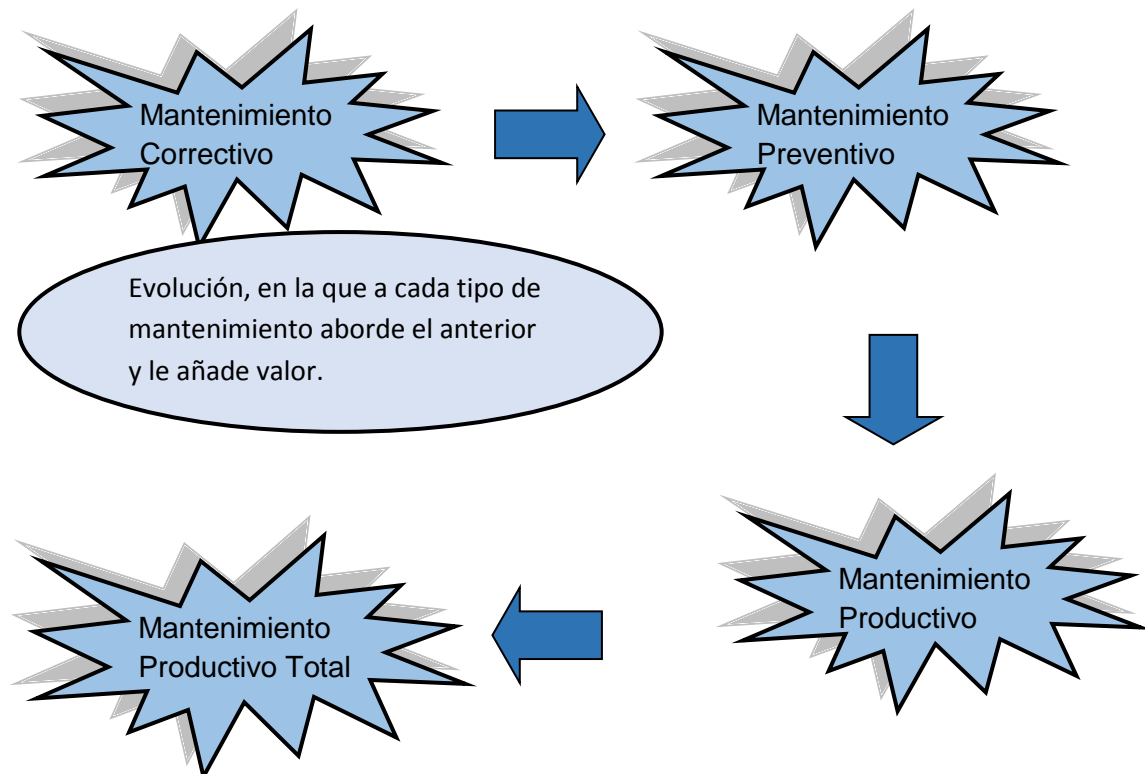 Mantenimiento
Correctivo
Mantenimiento
Preventivo
Evolución, en la que a cada tipo de
mantenimiento aborde el anterior
y le añade valor.
Mantenimiento
Productivo
Mantenimiento
Productivo Total